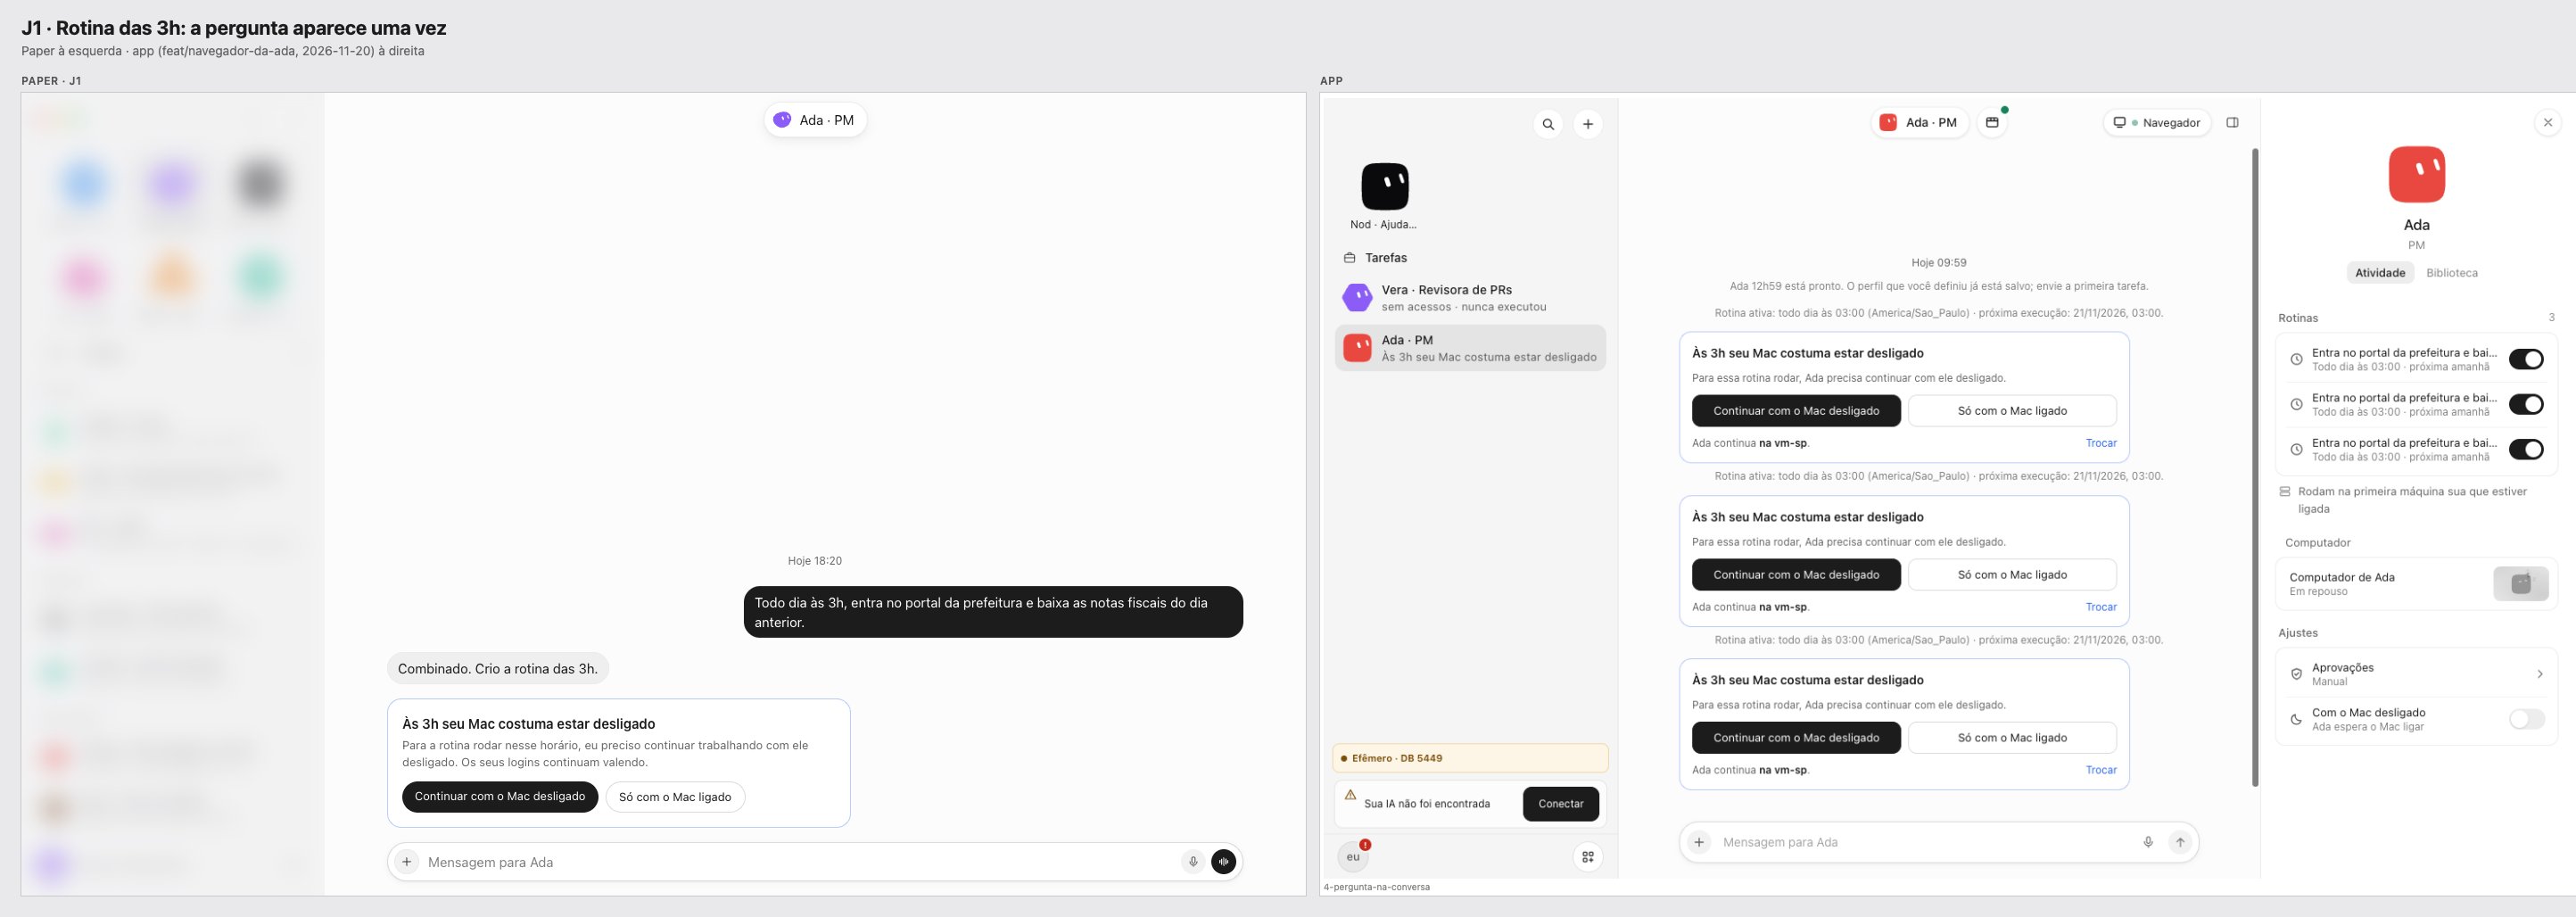 J1 · Rotina das 3h: a pergunta aparece uma vez
Paper à esquerda · app (feat/navegador-da-ada, 2026-11-20) à direita
PAPER · J1
Ada · PM
Hoje 18:20
Todo dia às 3h, entra no portal da prefeitura e baixa as notas fiscais do dia
anterior.
Combinado. Crio a rotina das 3h.
Às 3h seu Mac costuma estar desligado
Para a rotina rodar nesse horário, eu preciso continuar trabalhando com ele
desligado. Os seus logins continuam valendo.
Continuar com o Mac desligado
Só com o Mac ligado
Mensagem para Ada
APP
Nod · Ajuda...
Tarefas
Vera · Revisora de PRs
sem acessos · nunca executou
Ada · PM
Às 3h seu Mac costuma estar desligado
Efêmero · DB 5449
Sua IA não foi encontrada
Conectar
eu
Ada · PM
Navegador
Hoje 09:59
Ada 12h59 está pronto. O perfil que você definiu já está salvo; envie a primeira tarefa.
Rotina ativa: todo dia às 03:00 (America/Sao_Paulo) · próxima execução: 21/11/2026, 03:00.
Às 3h seu Mac costuma estar desligado
Para essa rotina rodar, Ada precisa continuar com ele desligado.
Continuar com o Mac desligado
Só com o Mac ligado
Ada continua na vm-sp.
Trocar
Rotina ativa: todo dia às 03:00 (America/Sao_Paulo) · próxima execução: 21/11/2026, 03:00.
Às 3h seu Mac costuma estar desligado
Para essa rotina rodar, Ada precisa continuar com ele desligado.
Continuar com o Mac desligado
Só com o Mac ligado
Ada continua na vm-sp.
Trocar
Rotina ativa: todo dia às 03:00 (America/Sao_Paulo) · próxima execução: 21/11/2026, 03:00.
Às 3h seu Mac costuma estar desligado
Para essa rotina rodar, Ada precisa continuar com ele desligado.
Continuar com o Mac desligado
Só com o Mac ligado
Ada continua na vm-sp.
Trocar
Mensagem para Ada
Ada
PM
Atividade
Biblioteca
Rotinas
3
Entra no portal da prefeitura e bai...
Todo dia às 03:00 · próxima amanhã
Entra no portal da prefeitura e bai...
Todo dia às 03:00 · próxima amanhã
Entra no portal da prefeitura e bai...
Todo dia às 03:00 · próxima amanhã
Rodam na primeira máquina sua que estiver
ligada
Computador
Computador de Ada
Em repouso
Ajustes
Aprovações
Manual
Com o Mac desligado
Ada espera o Mac ligar
4-pergunta-na-conversa